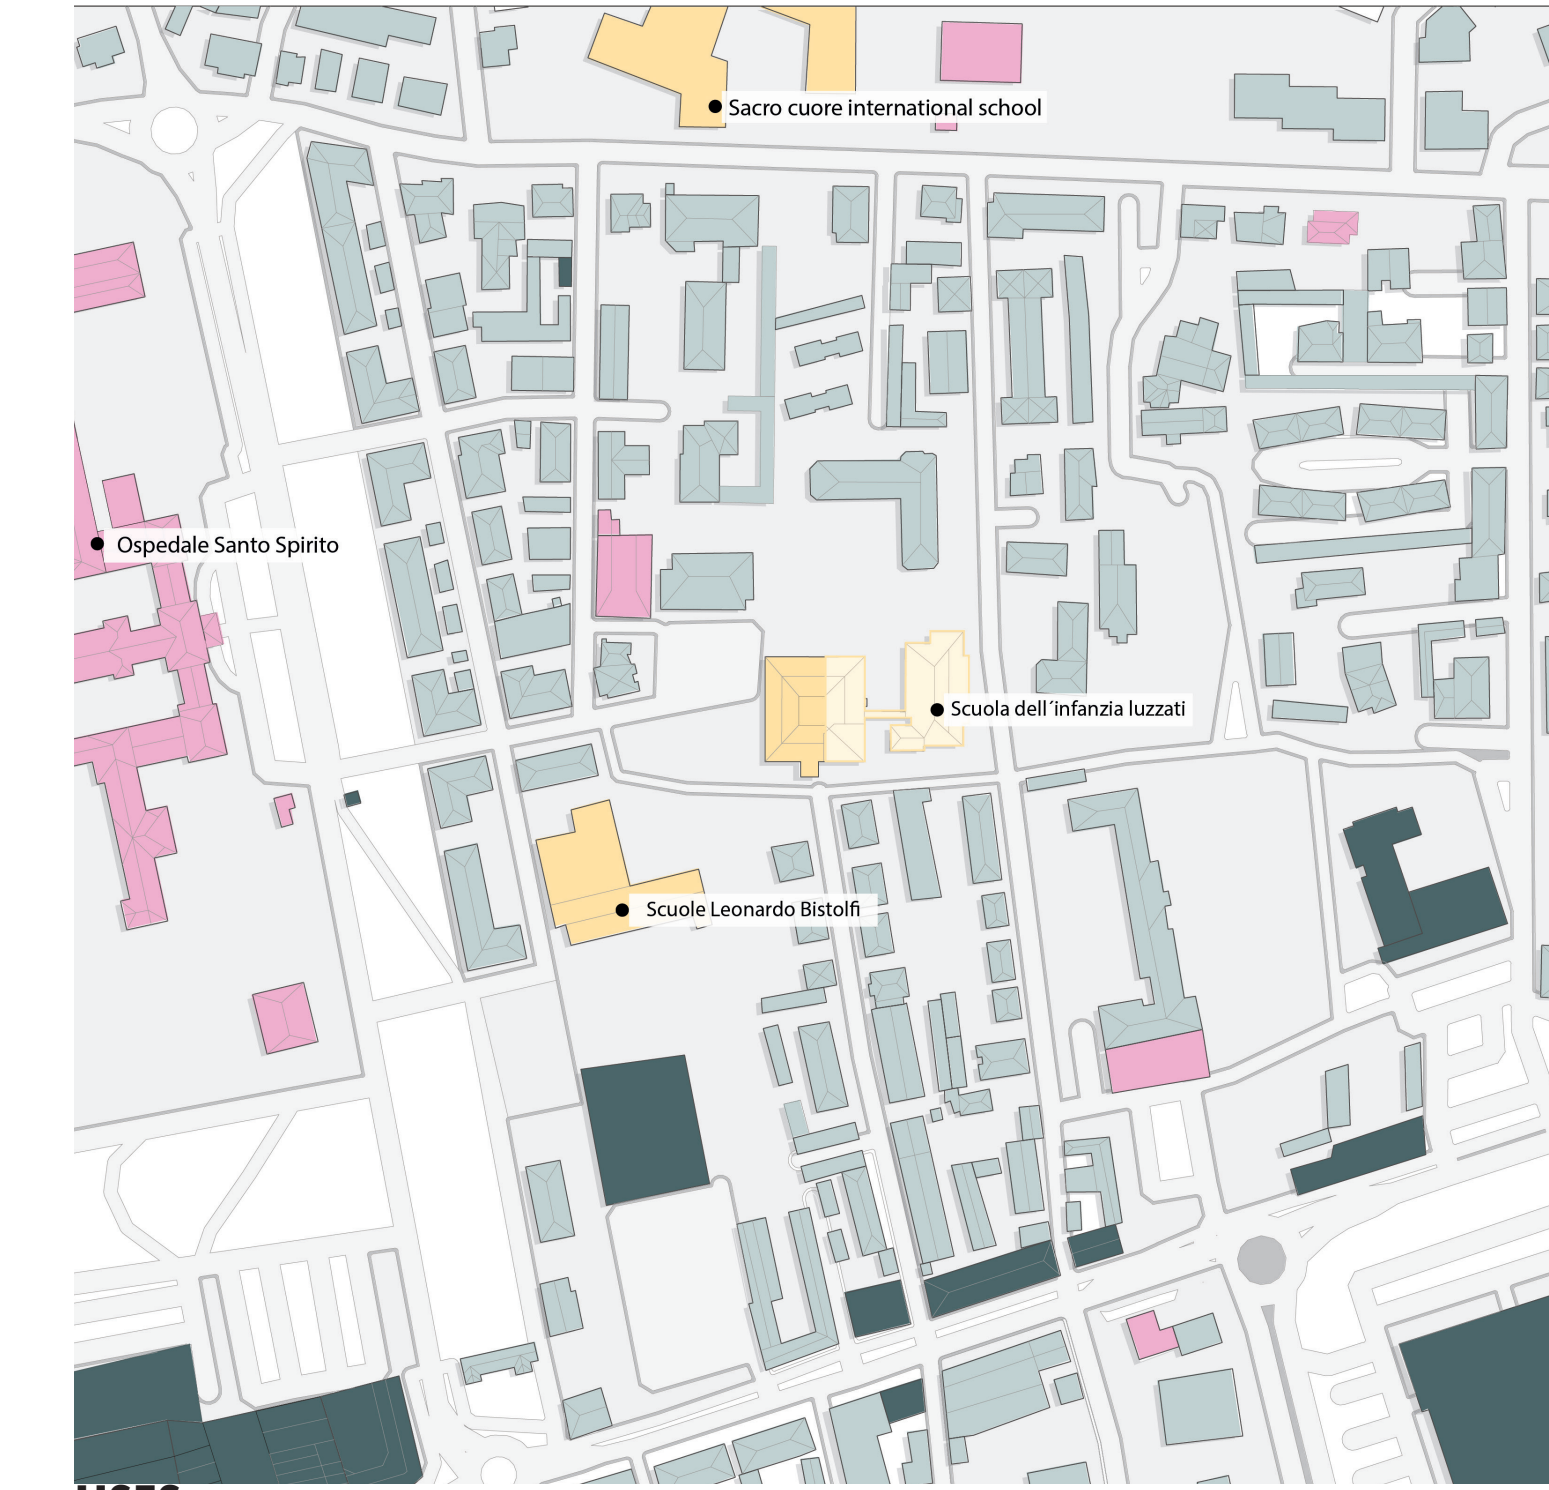 Sacro cuore international school
Ospedale Santo Spirito
Scuola dell´infanzia luzzati
Scuole Leonardo Bistolfi